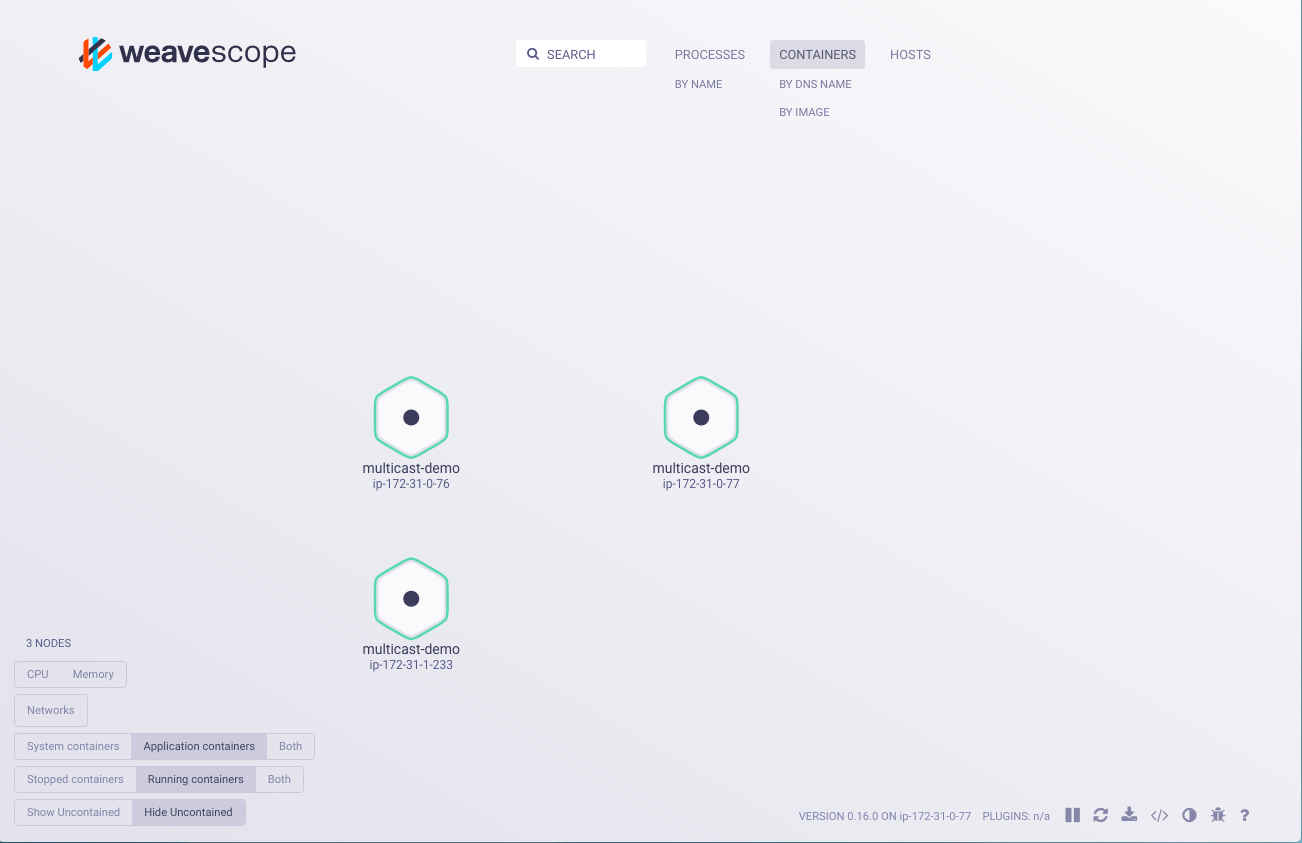 weavescope
SEARCH
PROCESSES
CONTAINERS
HOSTS
BY NAME
BY DNS NAME
BY IMAGE
multicast-demo
ip-172-31-0-76
multicast-demo
ip-172-31-0-77
multicast-demo
ip-172-31-1-233
3 NODES
CPU Memory
Networks
System containers Application containers Both
Stopped containers Running containers Both
Show Uncontained Hide Uncontained
VERSION 0.16.0 ON ip-172-31-0-77 PLUGINS: n/a </> ?